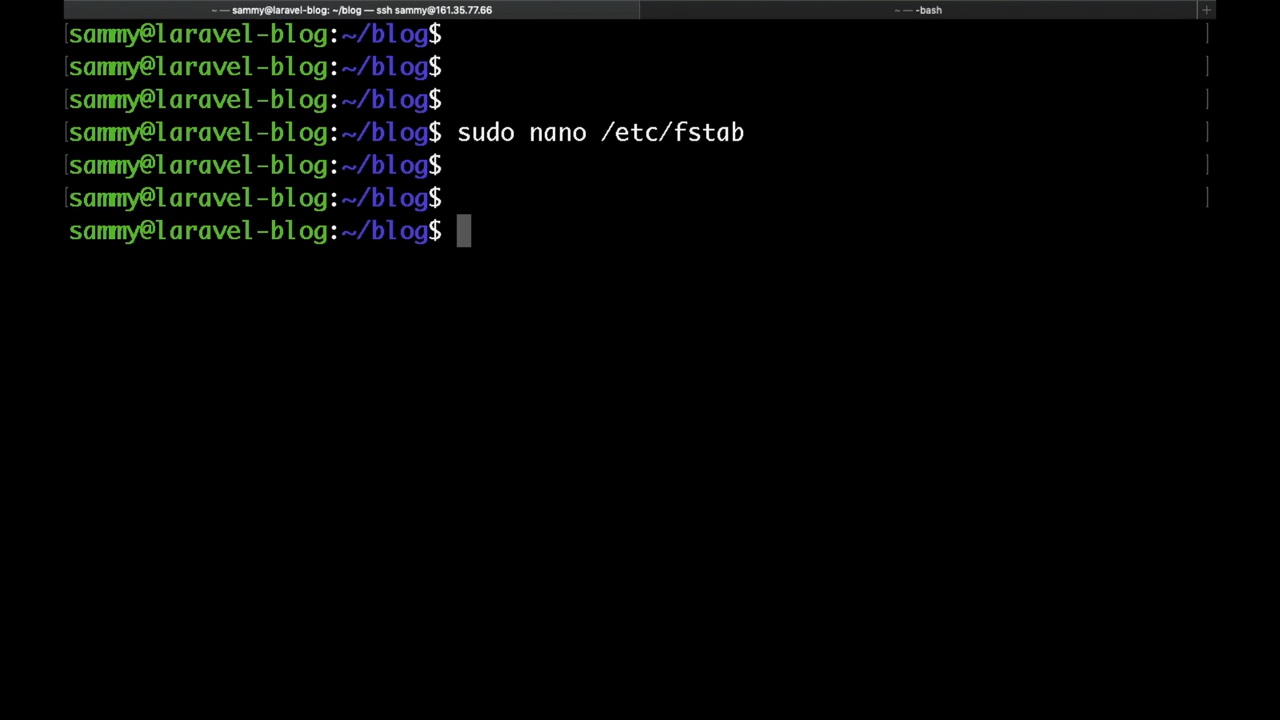 ~ — sammy@laravel-blog: ~/blog — ssh sammy@161.35.77.66
~ — -bash
+
[sammy@laravel-blog:~/blog$ ]
[sammy@laravel-blog:~/blog$ ]
[sammy@laravel-blog:~/blog$ ]
[sammy@laravel-blog:~/blog$ sudo nano /etc/fstab ]
[sammy@laravel-blog:~/blog$ ]
[sammy@laravel-blog:~/blog$ ]
sammy@laravel-blog:~/blog$